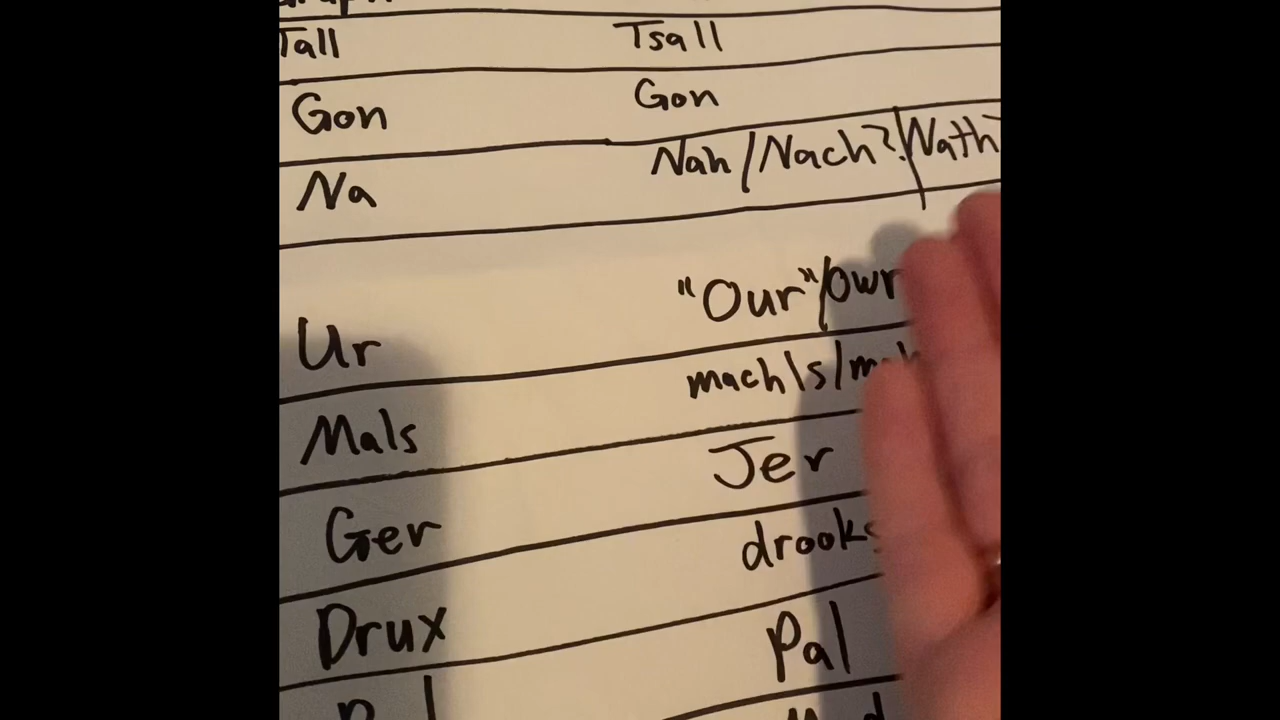 Tall Tsall
Gon Gon
Na Nah/Nach?/Nath?
Ur "Our"/Owr
Mals machls/
Ger Jer
Drux drooks
Pal